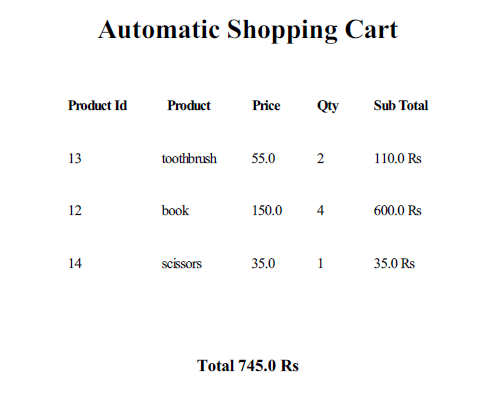 Automatic Shopping Cart
Product Id Product Price Qty Sub Total
13 toothbrush 55.0 2 110.0 Rs
12 book 150.0 4 600.0 Rs
14 scissors 35.0 1 35.0 Rs
Total 745.0 Rs